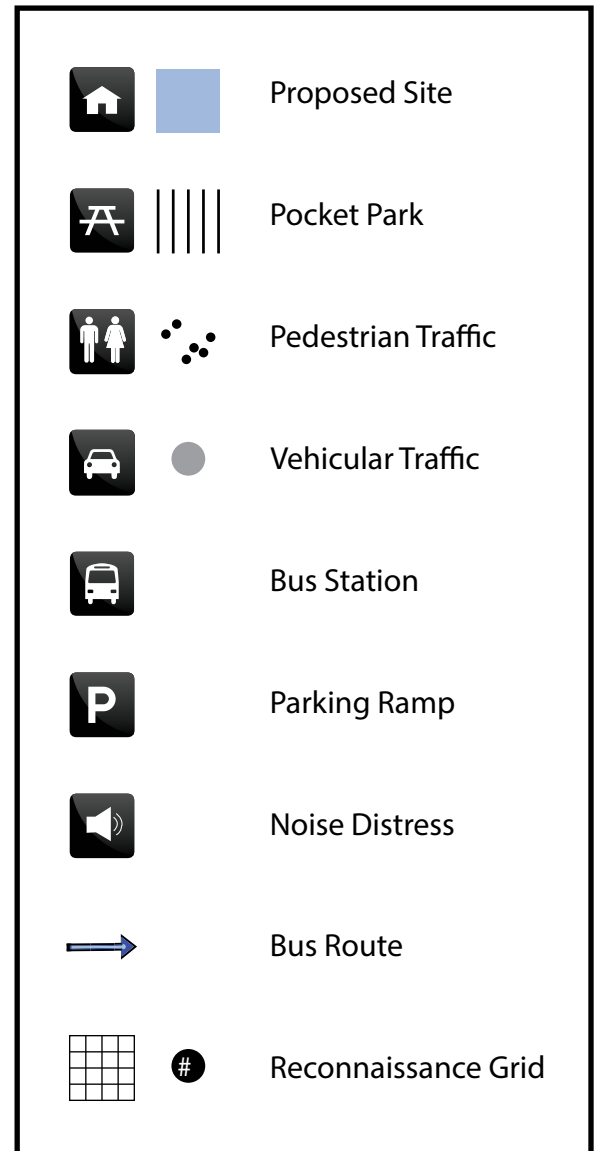 Proposed Site
Pocket Park
Pedestrian Traffic
Vehicular Traffic
Bus Station
P Parking Ramp
Noise Distress
Bus Route
# Reconnaissance Grid